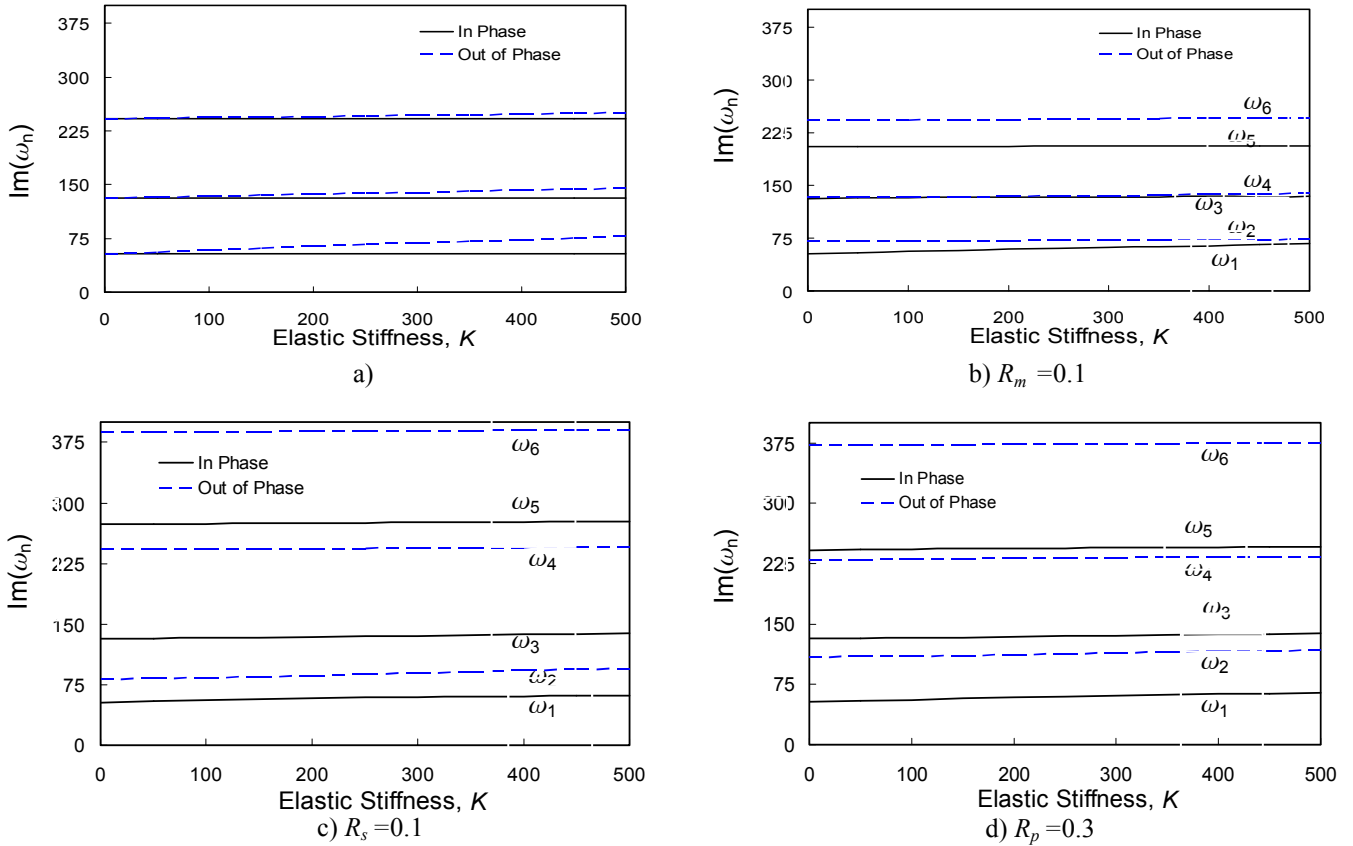 375
300
225
150
75
0
Im(ωn)
In Phase
Out of Phase
0 100 200 300 400 500
Elastic Stiffness, K
a)
375
300
225
150
75
0
Im(ωn)
In Phase
Out of Phase
ω6
ω5
ω4
ω3
ω2
ω1
0 100 200 300 400 500
Elastic Stiffness, K
b) Rm =0.1
375
300
225
150
75
0
Im(ωn)
In Phase
Out of Phase
ω6
ω5
ω4
ω3
ω2
ω1
0 100 200 300 400 500
Elastic Stiffness, K
c) Rs =0.1
375
300
225
150
75
0
Im(ωn)
In Phase
Out of Phase
ω6
ω5
ω4
ω3
ω2
ω1
0 100 200 300 400 500
Elastic Stiffness, K
d) Rp =0.3